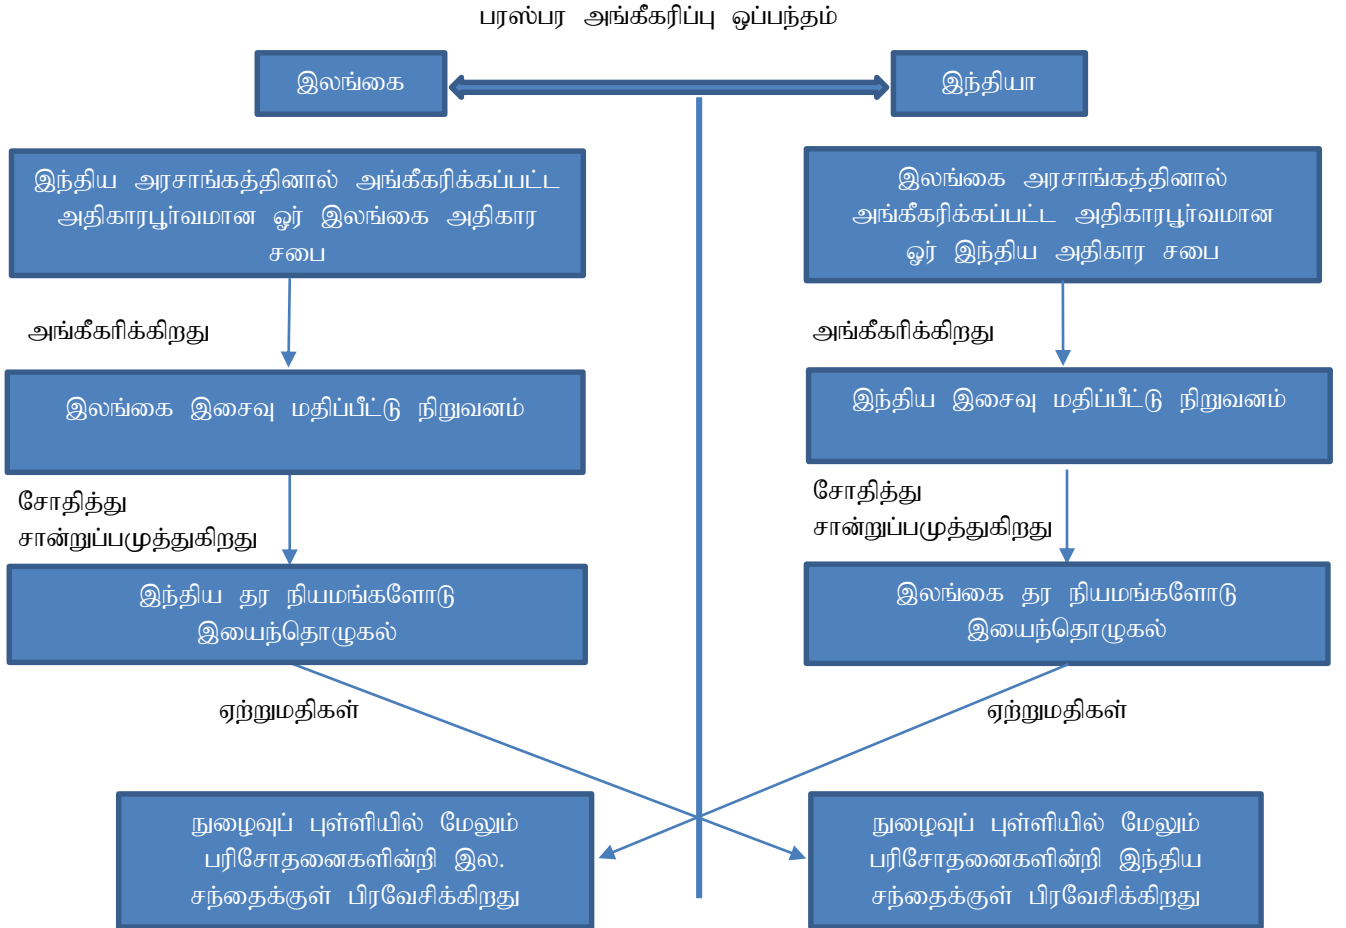 பரஸ்பர அங்கீகரிப்பு ஒப்பந்தம்
இலங்கை
இந்தியா
இந்திய அரசாங்கத்தினால் அங்கீகரிக்கப்பட்ட
அதிகாரபூர்வமான ஓர் இலங்கை அதிகார
சபை
இலங்கை அரசாங்கத்தினால்
அங்கீகரிக்கப்பட்ட அதிகாரபூர்வமான
ஓர் இந்திய அதிகார சபை
அங்கீகரிக்கிறது
அங்கீகரிக்கிறது
இலங்கை இசைவு மதிப்பீட்டு நிறுவனம்
இந்திய இசைவு மதிப்பீட்டு நிறுவனம்
சோதித்து
சான்றுப்பமுத்துகிறது
சோதித்து
சான்றுப்பமுத்துகிறது
இந்திய தர நியமங்களோடு
இயைந்தொழுகல்
இலங்கை தர நியமங்களோடு
இயைந்தொழுகல்
ஏற்றுமதிகள்
ஏற்றுமதிகள்
நுழைவுப் புள்ளியில் மேலும்
பரிசோதனைகளின்றி இல.
சந்தைக்குள் பிரவேசிக்கிறது
நுழைவுப் புள்ளியில் மேலும்
பரிசோதனைகளின்றி இந்திய
சந்தைக்குள் பிரவேசிக்கிறது